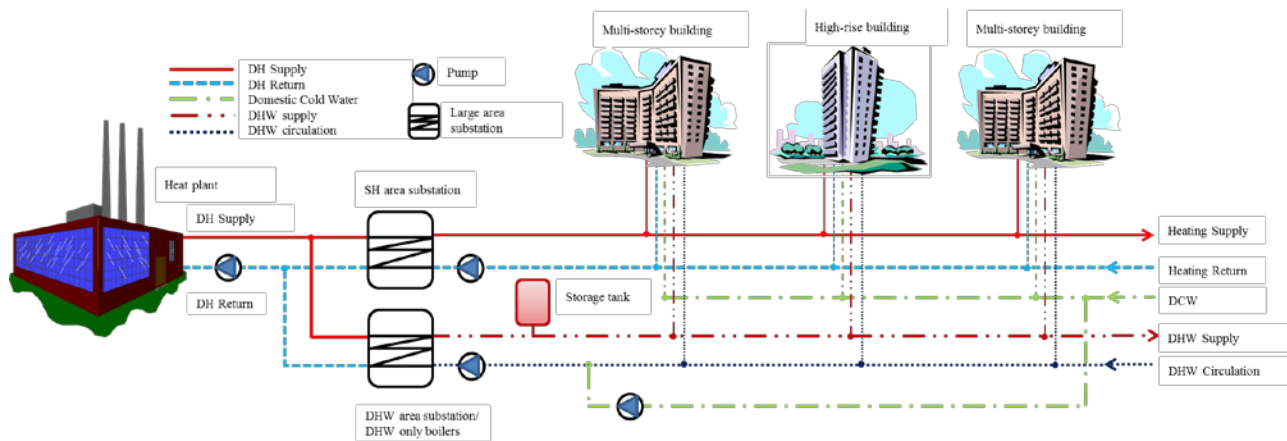 Multi-storey building
High-rise building
Multi-storey building
DH Supply
DH Return
Domestic Cold Water
DHW supply
DHW circulation
Pump
Large area
substation
Heat plant
SH area substation
DH Supply
Heating Supply
Heating Return
DH Return
Storage tank
DCW
DHW Supply
DHW Circulation
DHW area substation/
DHW only boilers